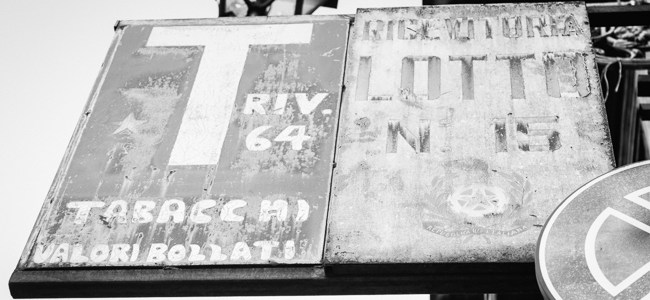 T
RIV.
64
TABACCHI
VALORI BOLLATI
RICEVITORIA
LOTTO
N 15